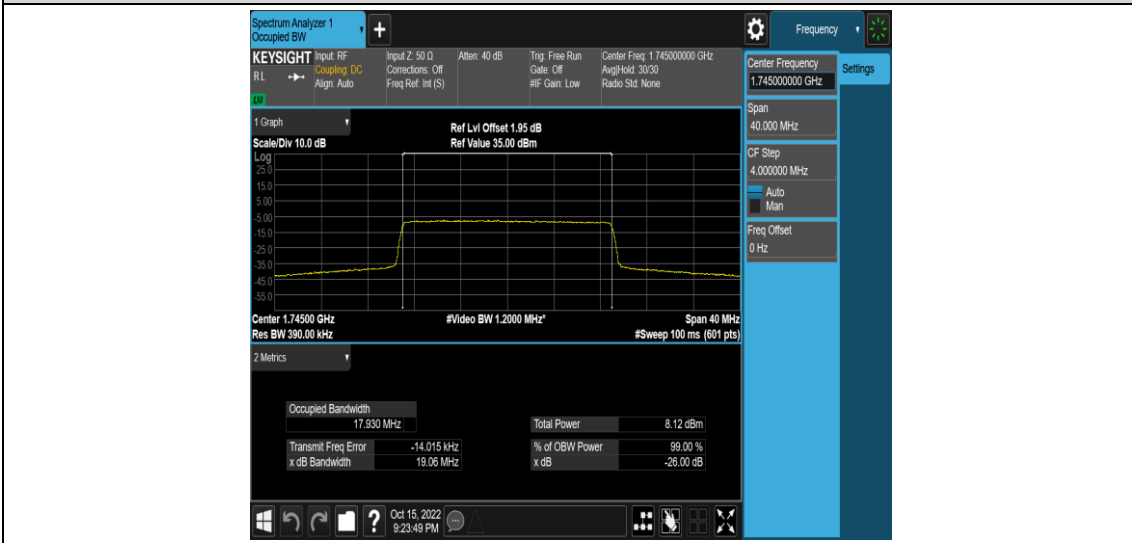 Spectrum Analyzer 1
Occupied BW
+
Frequency
KEYSIGHT
RL
LXI
Input: RF
Coupling: DC
Align: Auto
Input Z: 50 Ω
Corrections: Off
Freq Ref: Int (S)
Atten: 40 dB
Trig: Free Run
Gate: Off
#IF Gain: Low
Center Freq: 1.745000000 GHz
Avg|Hold: 30/30
Radio Std: None
Center Frequency
1.745000000 GHz
Settings
Span
40.000 MHz
CF Step
4.000000 MHz
Auto
Man
Freq Offset
0 Hz
1 Graph
Scale/Div 10.0 dB
Ref Lvl Offset 1.95 dB
Ref Value 35.00 dBm
Log
25.0
15.0
5.00
-5.00
-15.0
-25.0
-35.0
-45.0
-55.0
Center 1.74500 GHz
#Video BW 1.2000 MHz*
Span 40 MHz
Res BW 390.00 kHz
#Sweep 100 ms (601 pts)
2 Metrics
Occupied Bandwidth
17.930 MHz
Total Power 8.12 dBm
Transmit Freq Error -14.015 kHz
% of OBW Power 99.00 %
x dB Bandwidth 19.06 MHz
x dB -26.00 dB
?
Oct 15, 2022
9:23:49 PM